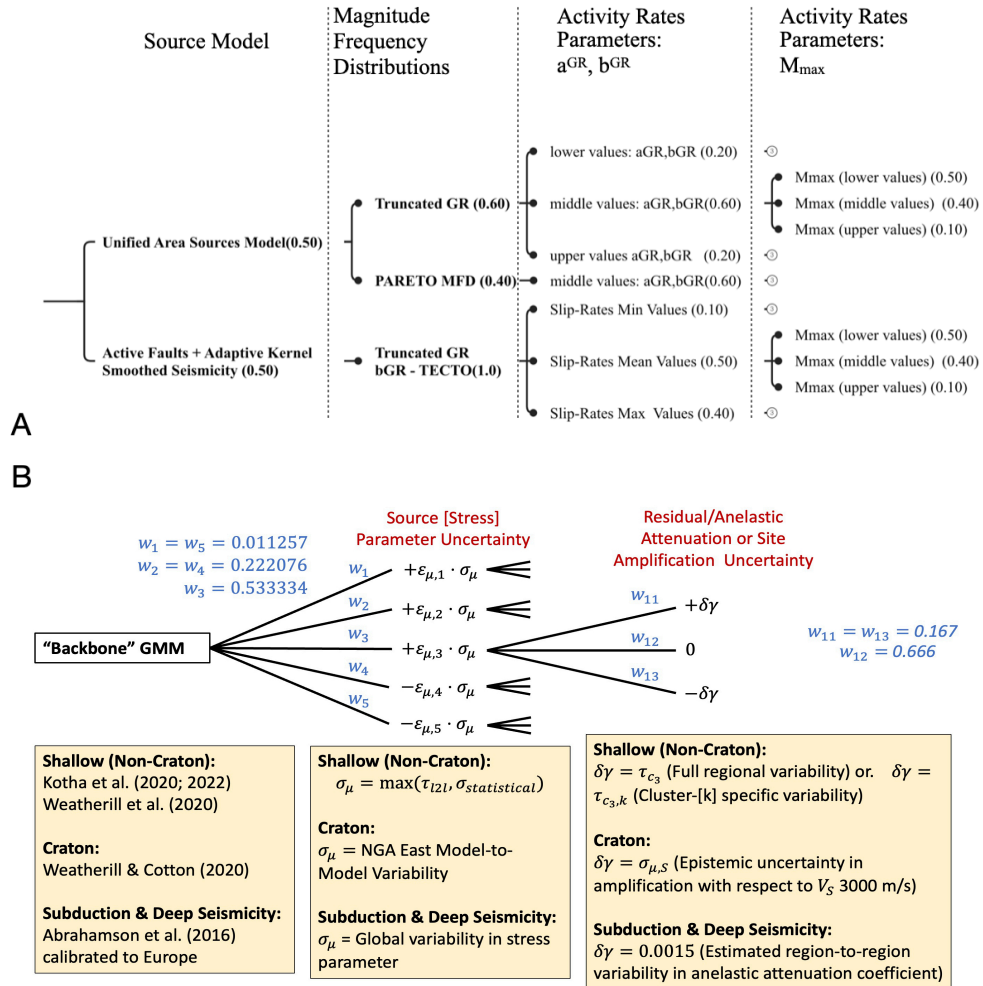 Source Model
Magnitude
Frequency
Distributions
Activity Rates
Parameters:
aGR, bGR
Activity Rates
Parameters:
Mmax
Unified Area Sources Model(0.50)
Active Faults + Adaptive Kernel
Smoothed Seismicity (0.50)
Truncated GR (0.60)
PARETO MFD (0.40)
Truncated GR
bGR - TECTO(1.0)
lower values: aGR,bGR (0.20)
middle values: aGR,bGR(0.60)
upper values aGR,bGR (0.20)
middle values: aGR,bGR(0.60)
Slip-Rates Min Values (0.10)
Slip-Rates Mean Values (0.50)
Slip-Rates Max Values (0.40)
3
Mmax (lower values) (0.50)
Mmax (middle values) (0.40)
Mmax (upper values) (0.10)
3
3
3
Mmax (lower values) (0.50)
Mmax (middle values) (0.40)
Mmax (upper values) (0.10)
3
A
B
w₁ = w₅ = 0.011257
w₂ = w₄ = 0.222076
w₃ = 0.533334
"Backbone" GMM
Source [Stress]
Parameter Uncertainty
w₁ +εμ,1 · σμ
w₂ +εμ,2 · σμ
w₃ +εμ,3 · σμ
w₄ −εμ,4 · σμ
w₅ −εμ,5 · σμ
Residual/Anelastic
Attenuation or Site
Amplification Uncertainty
w₁₁ +δγ
w₁₂ 0
w₁₃ −δγ
w₁₁ = w₁₃ = 0.167
w₁₂ = 0.666
Shallow (Non-Craton):
Kotha et al. (2020; 2022)
Weatherill et al. (2020)
Craton:
Weatherill & Cotton (2020)
Subduction & Deep Seismicity:
Abrahamson et al. (2016)
calibrated to Europe
Shallow (Non-Craton):
σμ = max(τl2l, σstatistical)
Craton:
σμ = NGA East Model-to-
Model Variability
Subduction & Deep Seismicity:
σμ = Global variability in stress
parameter
Shallow (Non-Craton):
δγ = τc₃ (Full regional variability) or. δγ =
τc₃,k (Cluster-[k] specific variability)
Craton:
δγ = σμ,S (Epistemic uncertainty in
amplification with respect to VS 3000 m/s)
Subduction & Deep Seismicity:
δγ = 0.0015 (Estimated region-to-region
variability in anelastic attenuation coefficient)